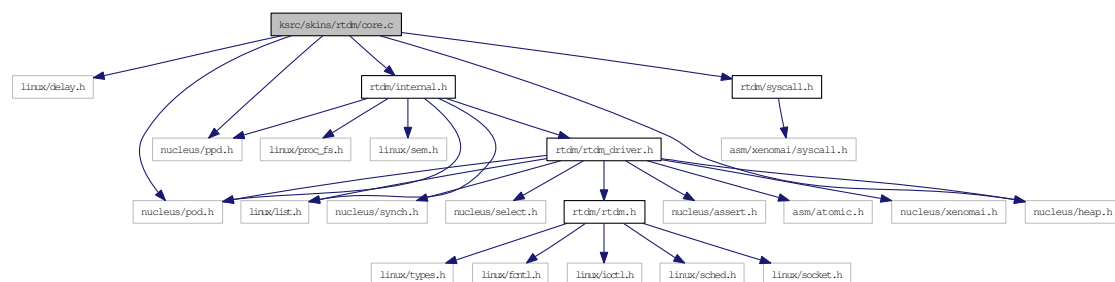 ksrc/skins/rtdm/core.c
linux/delay.h
rtdm/internal.h
rtdm/syscall.h
nucleus/ppd.h
linux/proc_fs.h
linux/sem.h
rtdm/rtdm_driver.h
asm/xenomai/syscall.h
nucleus/pod.h
linux/list.h
nucleus/synch.h
nucleus/select.h
rtdm/rtdm.h
nucleus/assert.h
asm/atomic.h
nucleus/xenomai.h
nucleus/heap.h
linux/types.h
linux/fcntl.h
linux/ioctl.h
linux/sched.h
linux/socket.h